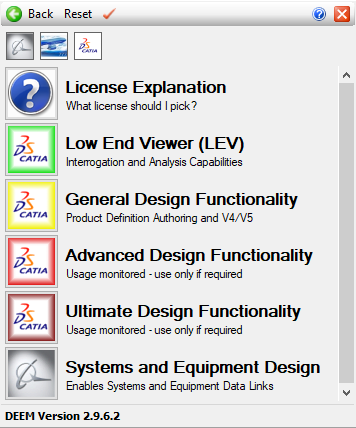 Back Reset
License Explanation
What license should I pick?
Low End Viewer (LEV)
Interrogation and Analysis Capabilities
CATIA
General Design Functionality
Product Definition Authoring and V4/V5
CATIA
Advanced Design Functionality
Usage monitored - use only if required
CATIA
Ultimate Design Functionality
Usage monitored - use only if required
CATIA
Systems and Equipment Design
Enables Systems and Equipment Data Links
DEEM Version 2.9.6.2